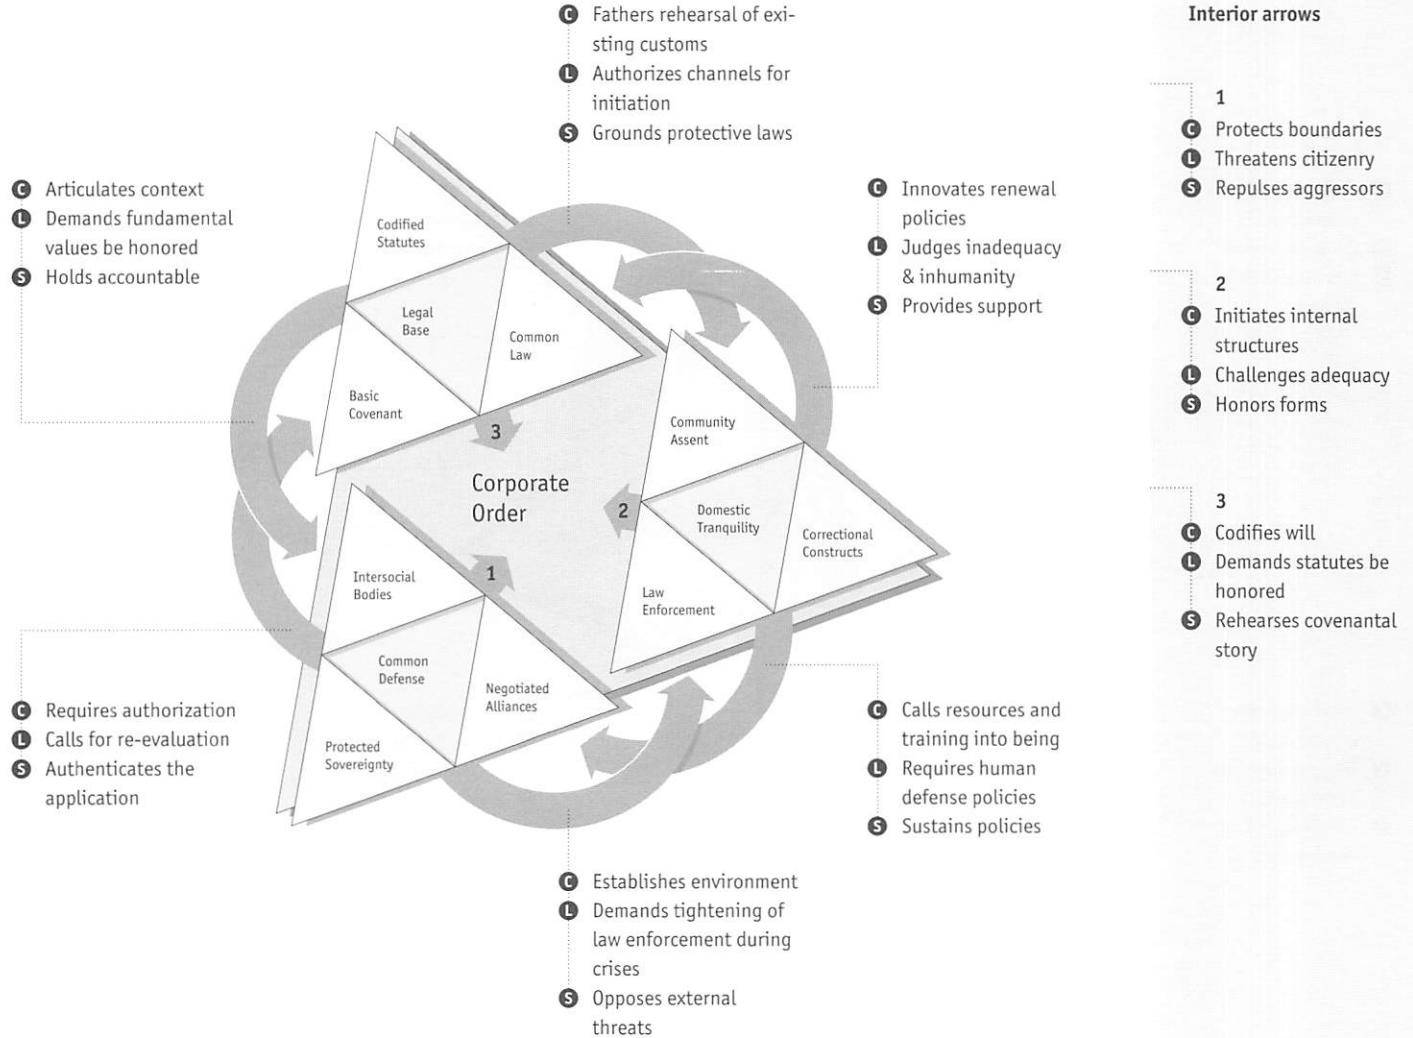 C Fathers rehearsal of exi-
sting customs
L Authorizes channels for
initiation
S Grounds protective laws
C Articulates context
L Demands fundamental
values be honored
S Holds accountable
C Innovates renewal
policies
L Judges inadequacy
& inhumanity
S Provides support
Codified
Statutes
Legal
Base
Common
Law
Basic
Covenant
3
Corporate
Order
2
1
Community
Assent
Domestic
Tranquility
Correctional
Constructs
Law
Enforcement
Intersocial
Bodies
Common
Defense
Negotiated
Alliances
Protected
Sovereignty
C Requires authorization
L Calls for re-evaluation
S Authenticates the
application
C Calls resources and
training into being
L Requires human
defense policies
S Sustains policies
C Establishes environment
L Demands tightening of
law enforcement during
crises
S Opposes external
threats
Interior arrows
1
C Protects boundaries
L Threatens citizenry
S Repulses aggressors
2
C Initiates internal
structures
L Challenges adequacy
S Honors forms
3
C Codifies will
L Demands statutes be
honored
S Rehearses covenantal
story